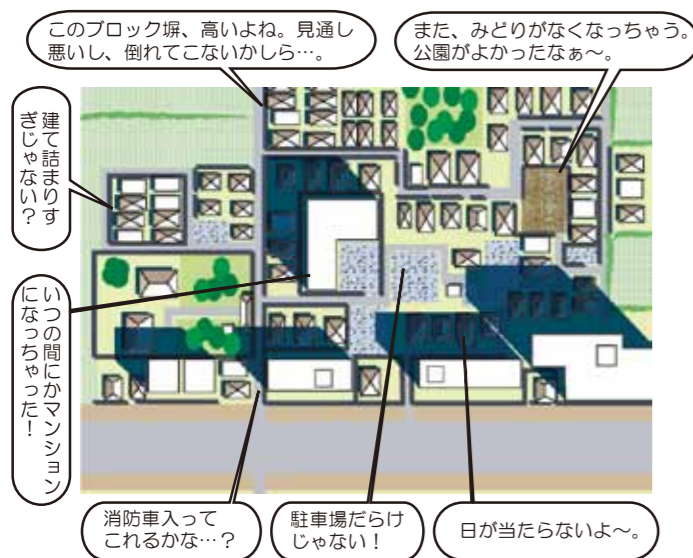 このブロック塀、高いよね。見通し
悪いし、倒れてこないかしら…。
また、みどりがなくなっちゃう。
公園がよかったなぁ～。
建て詰まりす
ぎじゃない？
いつの間にかマンション
になっちゃった！
消防車入って
これるかな…？
駐車場だらけ
じゃない！
日が当たらないよ～。